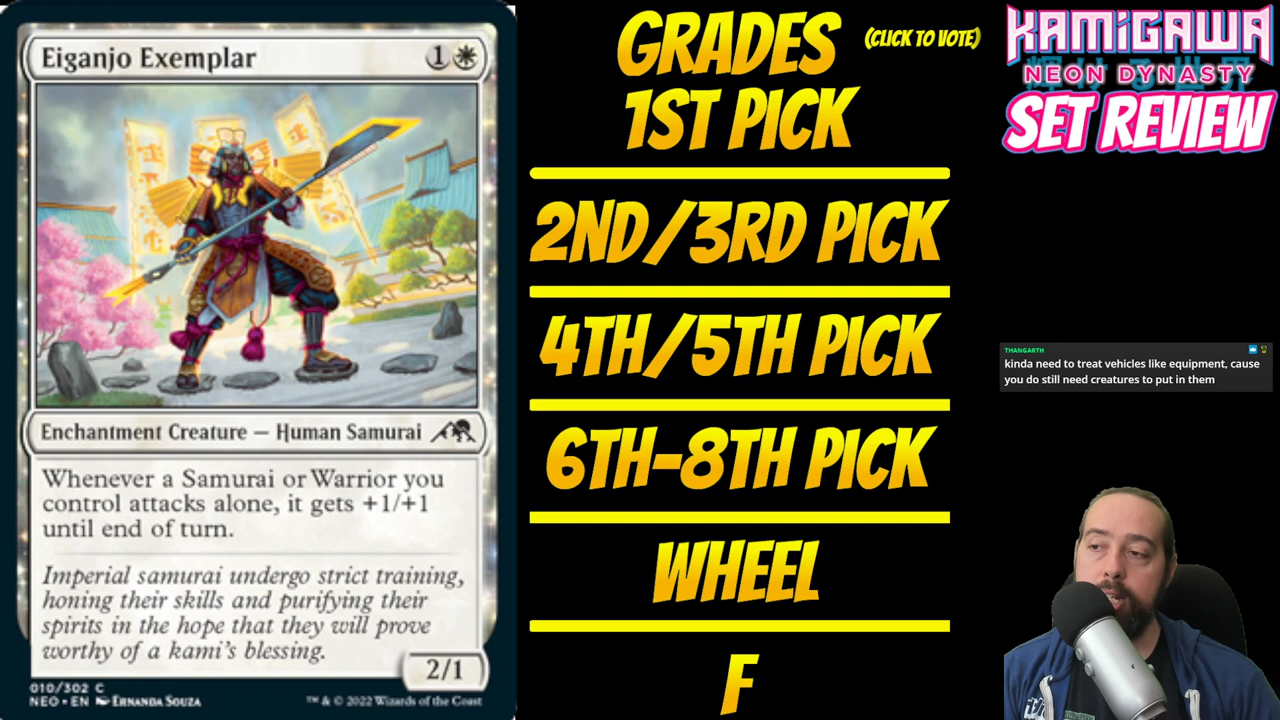 Eiganjo Exemplar 1
Enchantment Creature — Human Samurai
Whenever a Samurai or Warrior you
control attacks alone, it gets +1/+1
until end of turn.
Imperial samurai undergo strict training,
honing their skills and purifying their
spirits in the hope that they will prove
worthy of a kami's blessing.
2/1
010/302 C
NEO • EN ERNANDA SOUZA
™ & © 2022 Wizards of the Coast
GRADES
(CLICK TO VOTE)
1ST PICK
2ND/3RD PICK
4TH/5TH PICK
6TH-8TH PICK
WHEEL
F
KAMIGAWA
NEON DYNASTY
SET REVIEW
THANGARTH
kinda need to treat vehicles like equipment, cause
you do still need creatures to put in them